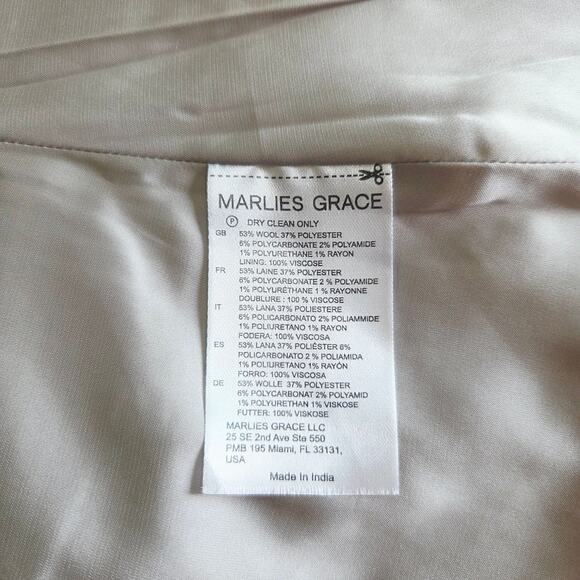 MARLIES GRACE
P DRY CLEAN ONLY
GB 53% WOOL 37% POLYESTER
6% POLYCARBONATE 2% POLYAMIDE
1% POLYURETHANE 1% RAYON
LINING: 100% VISCOSE
FR 53% LAINE 37% POLYESTER
6% POLYCARBONATE 2 % POLYAMIDE
1% POLYURÉTHANE 1 % RAYONNE
DOUBLURE : 100 % VISCOSE
IT 53% LANA 37% POLIESTERE
6% POLICARBONATO 2% POLIAMMIDE
1% POLIURETANO 1% RAYON
FODERA: 100% VISCOSA
ES 53% LANA 37% POLIÉSTER 6%
POLICARBONATO 2 % POLIAMIDA
1% POLIURETANO 1% RAYÓN
FORRO: 100% VISCOSA
DE 53% WOLLE 37% POLYESTER
6% POLYCARBONAT 2% POLYAMID
1% POLYURETHAN 1% VISKOSE
FUTTER: 100% VISKOSE
MARLIES GRACE LLC
25 SE 2nd Ave Ste 550
PMB 195 Miami, FL 33131,
USA
Made In India